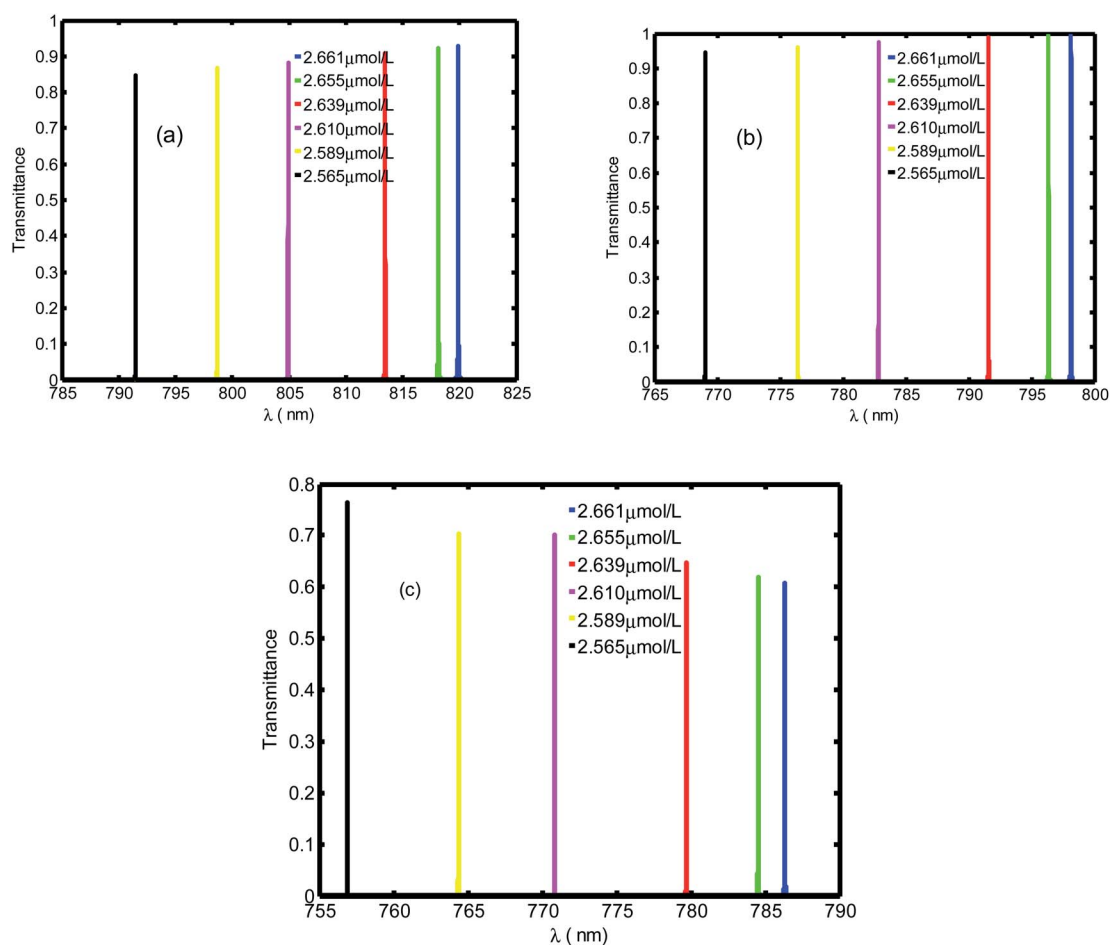 1
0.9
0.8
0.7
0.6
0.5
0.4
0.3
0.2
0.1
0
Transmittance
(a)
2.661μmol/L
2.655μmol/L
2.639μmol/L
2.610μmol/L
2.589μmol/L
2.565μmol/L
785 790 795 800 805 810 815 820 825
λ ( nm)
1
0.9
0.8
0.7
0.6
0.5
0.4
0.3
0.2
0.1
0
Transmittance
(b)
2.661μmol/L
2.655μmol/L
2.639μmol/L
2.610μmol/L
2.589μmol/L
2.565μmol/L
765 770 775 780 785 790 795 800
λ ( nm)
0.8
0.7
0.6
0.5
0.4
0.3
0.2
0.1
0
Transmittance
(c)
2.661μmol/L
2.655μmol/L
2.639μmol/L
2.610μmol/L
2.589μmol/L
2.565μmol/L
755 760 765 770 775 780 785 790
λ ( nm)